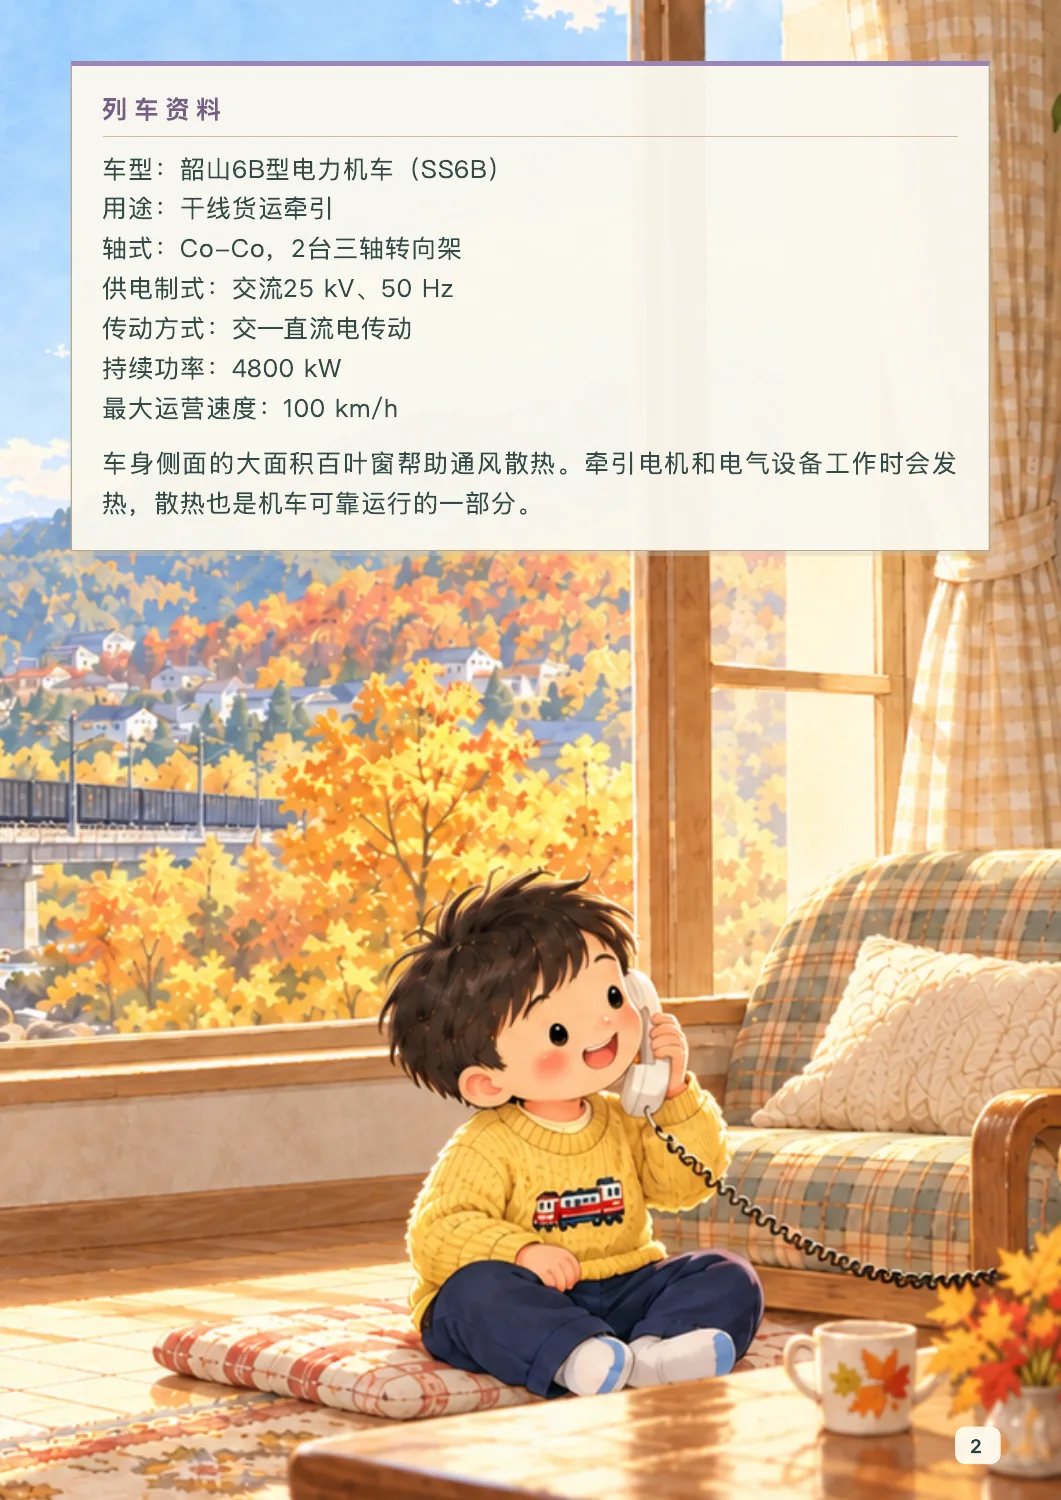 列车资料
车型：韶山6B型电力机车（SS6B）
用途：干线货运牵引
轴式：Co–Co，2台三轴转向架
供电制式：交流25 kV、50 Hz
传动方式：交—直流电传动
持续功率：4800 kW
最大运营速度：100 km/h
车身侧面的大面积百叶窗帮助通风散热。牵引电机和电气设备工作时会发
热，散热也是机车可靠运行的一部分。
2